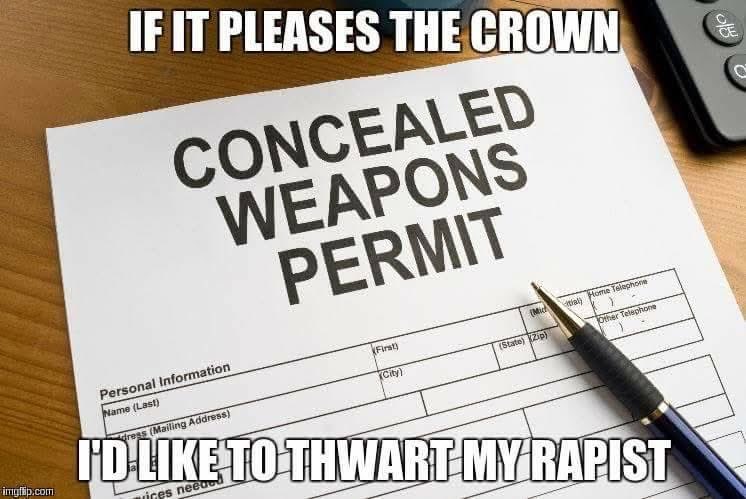 IF IT PLEASES THE CROWN
C/CE
CONCEALED
WEAPONS
PERMIT
Home Telephone
( ) -
Other Telephone
) -
(State) (Zip)
(First)
(City)
Personal Information
Name (Last)
(Mailing Address)
I'D LIKE TO THWART MY RAPIST
imgflip.com